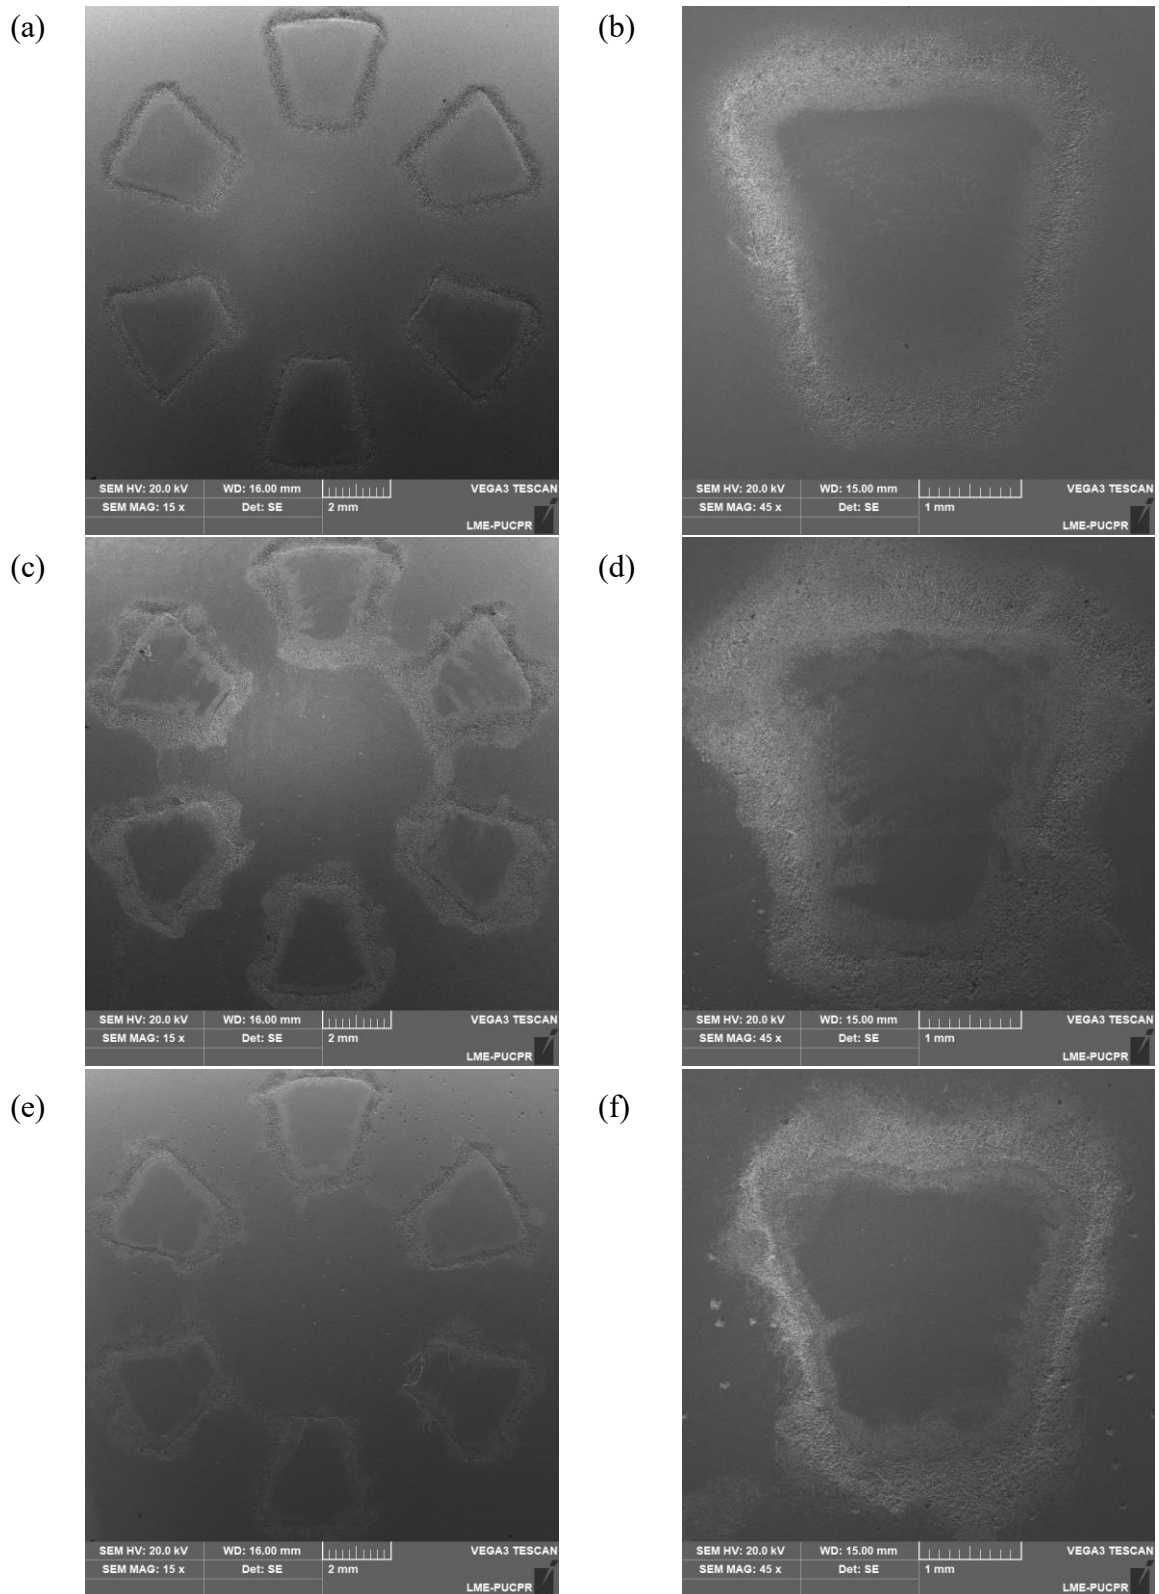 (a)
(b)
SEM HV: 20.0 kV WD: 16.00 mm VEGA3 TESCAN
SEM MAG: 15 x Det: SE 2 mm
LME-PUCPR
SEM HV: 20.0 kV WD: 15.00 mm VEGA3 TESCAN
SEM MAG: 45 x Det: SE 1 mm
LME-PUCPR
(c)
(d)
SEM HV: 20.0 kV WD: 16.00 mm VEGA3 TESCAN
SEM MAG: 15 x Det: SE 2 mm
LME-PUCPR
SEM HV: 20.0 kV WD: 15.00 mm VEGA3 TESCAN
SEM MAG: 45 x Det: SE 1 mm
LME-PUCPR
(e)
(f)
SEM HV: 20.0 kV WD: 16.00 mm VEGA3 TESCAN
SEM MAG: 15 x Det: SE 2 mm
LME-PUCPR
SEM HV: 20.0 kV WD: 15.00 mm VEGA3 TESCAN
SEM MAG: 45 x Det: SE 1 mm
LME-PUCPR